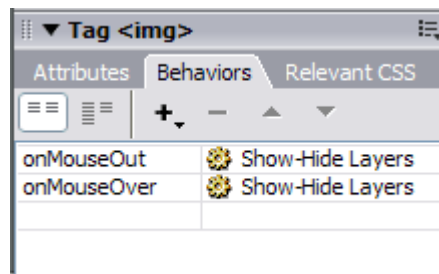 Tag <img>
Attributes Behaviors Relevant CSS
onMouseOut Show-Hide Layers
onMouseOver Show-Hide Layers